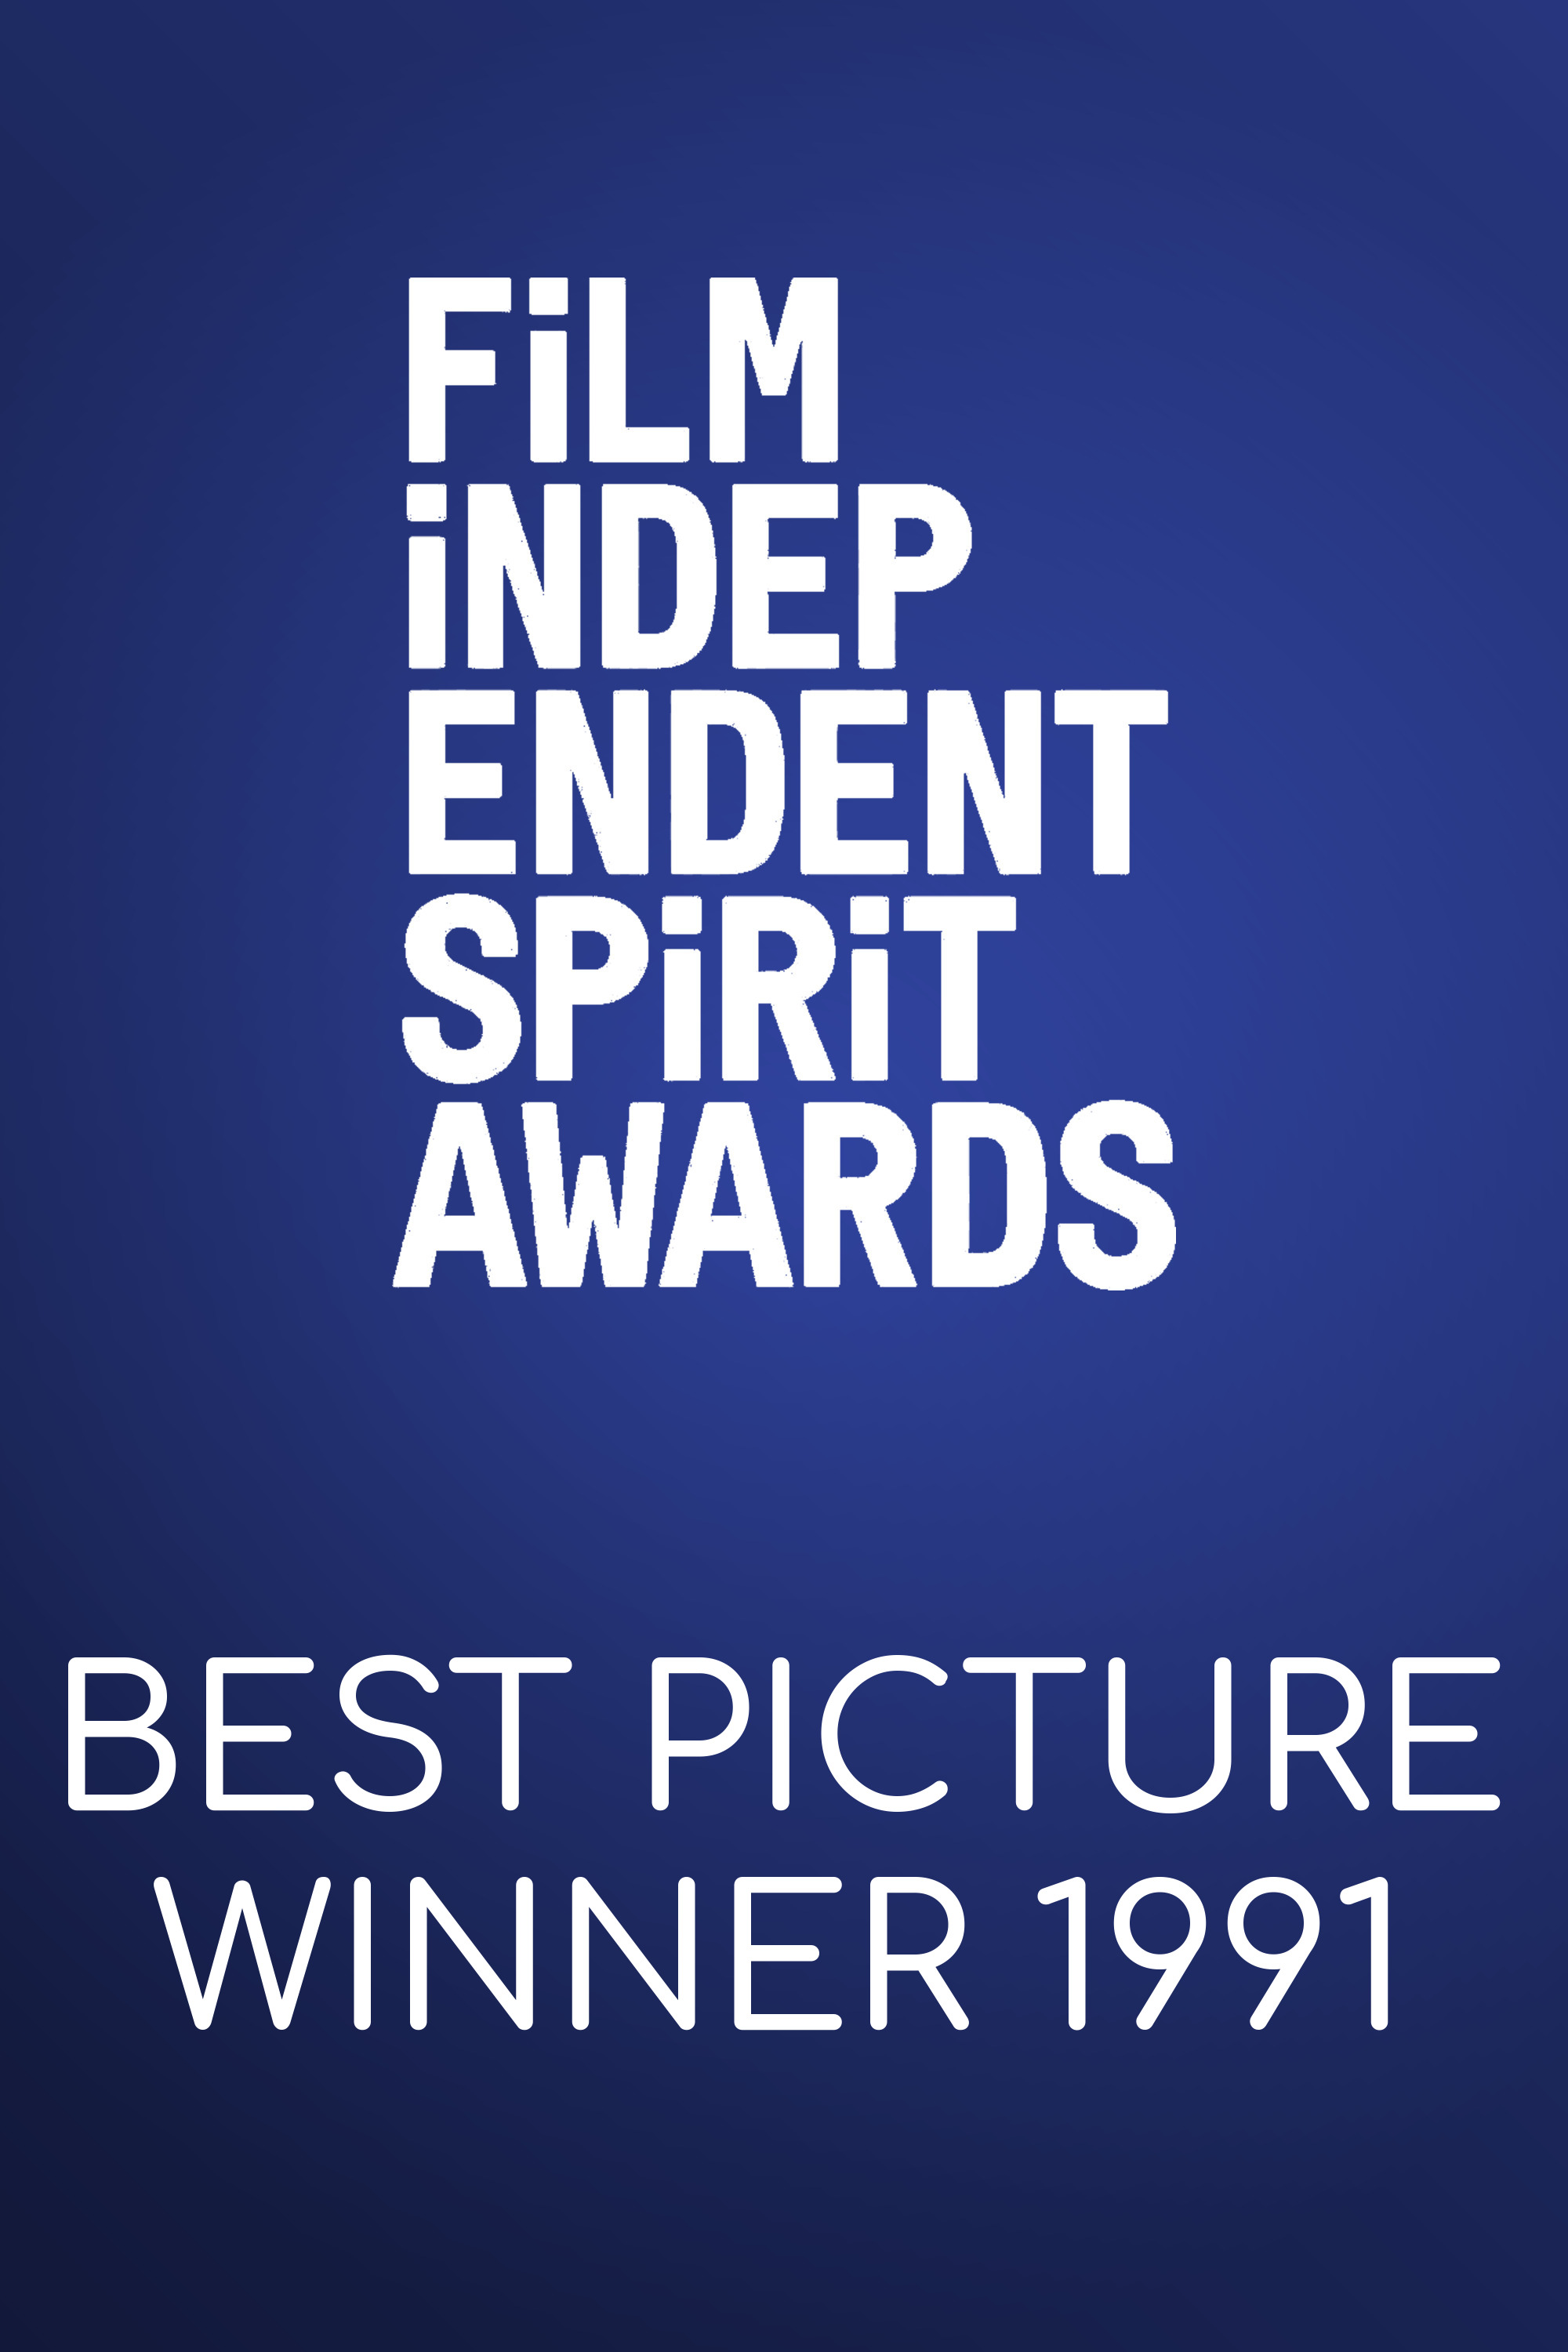 FiLM
iNDEP
ENDENT
SPiRiT
AWARDS
BEST PICTURE
WINNER 1991